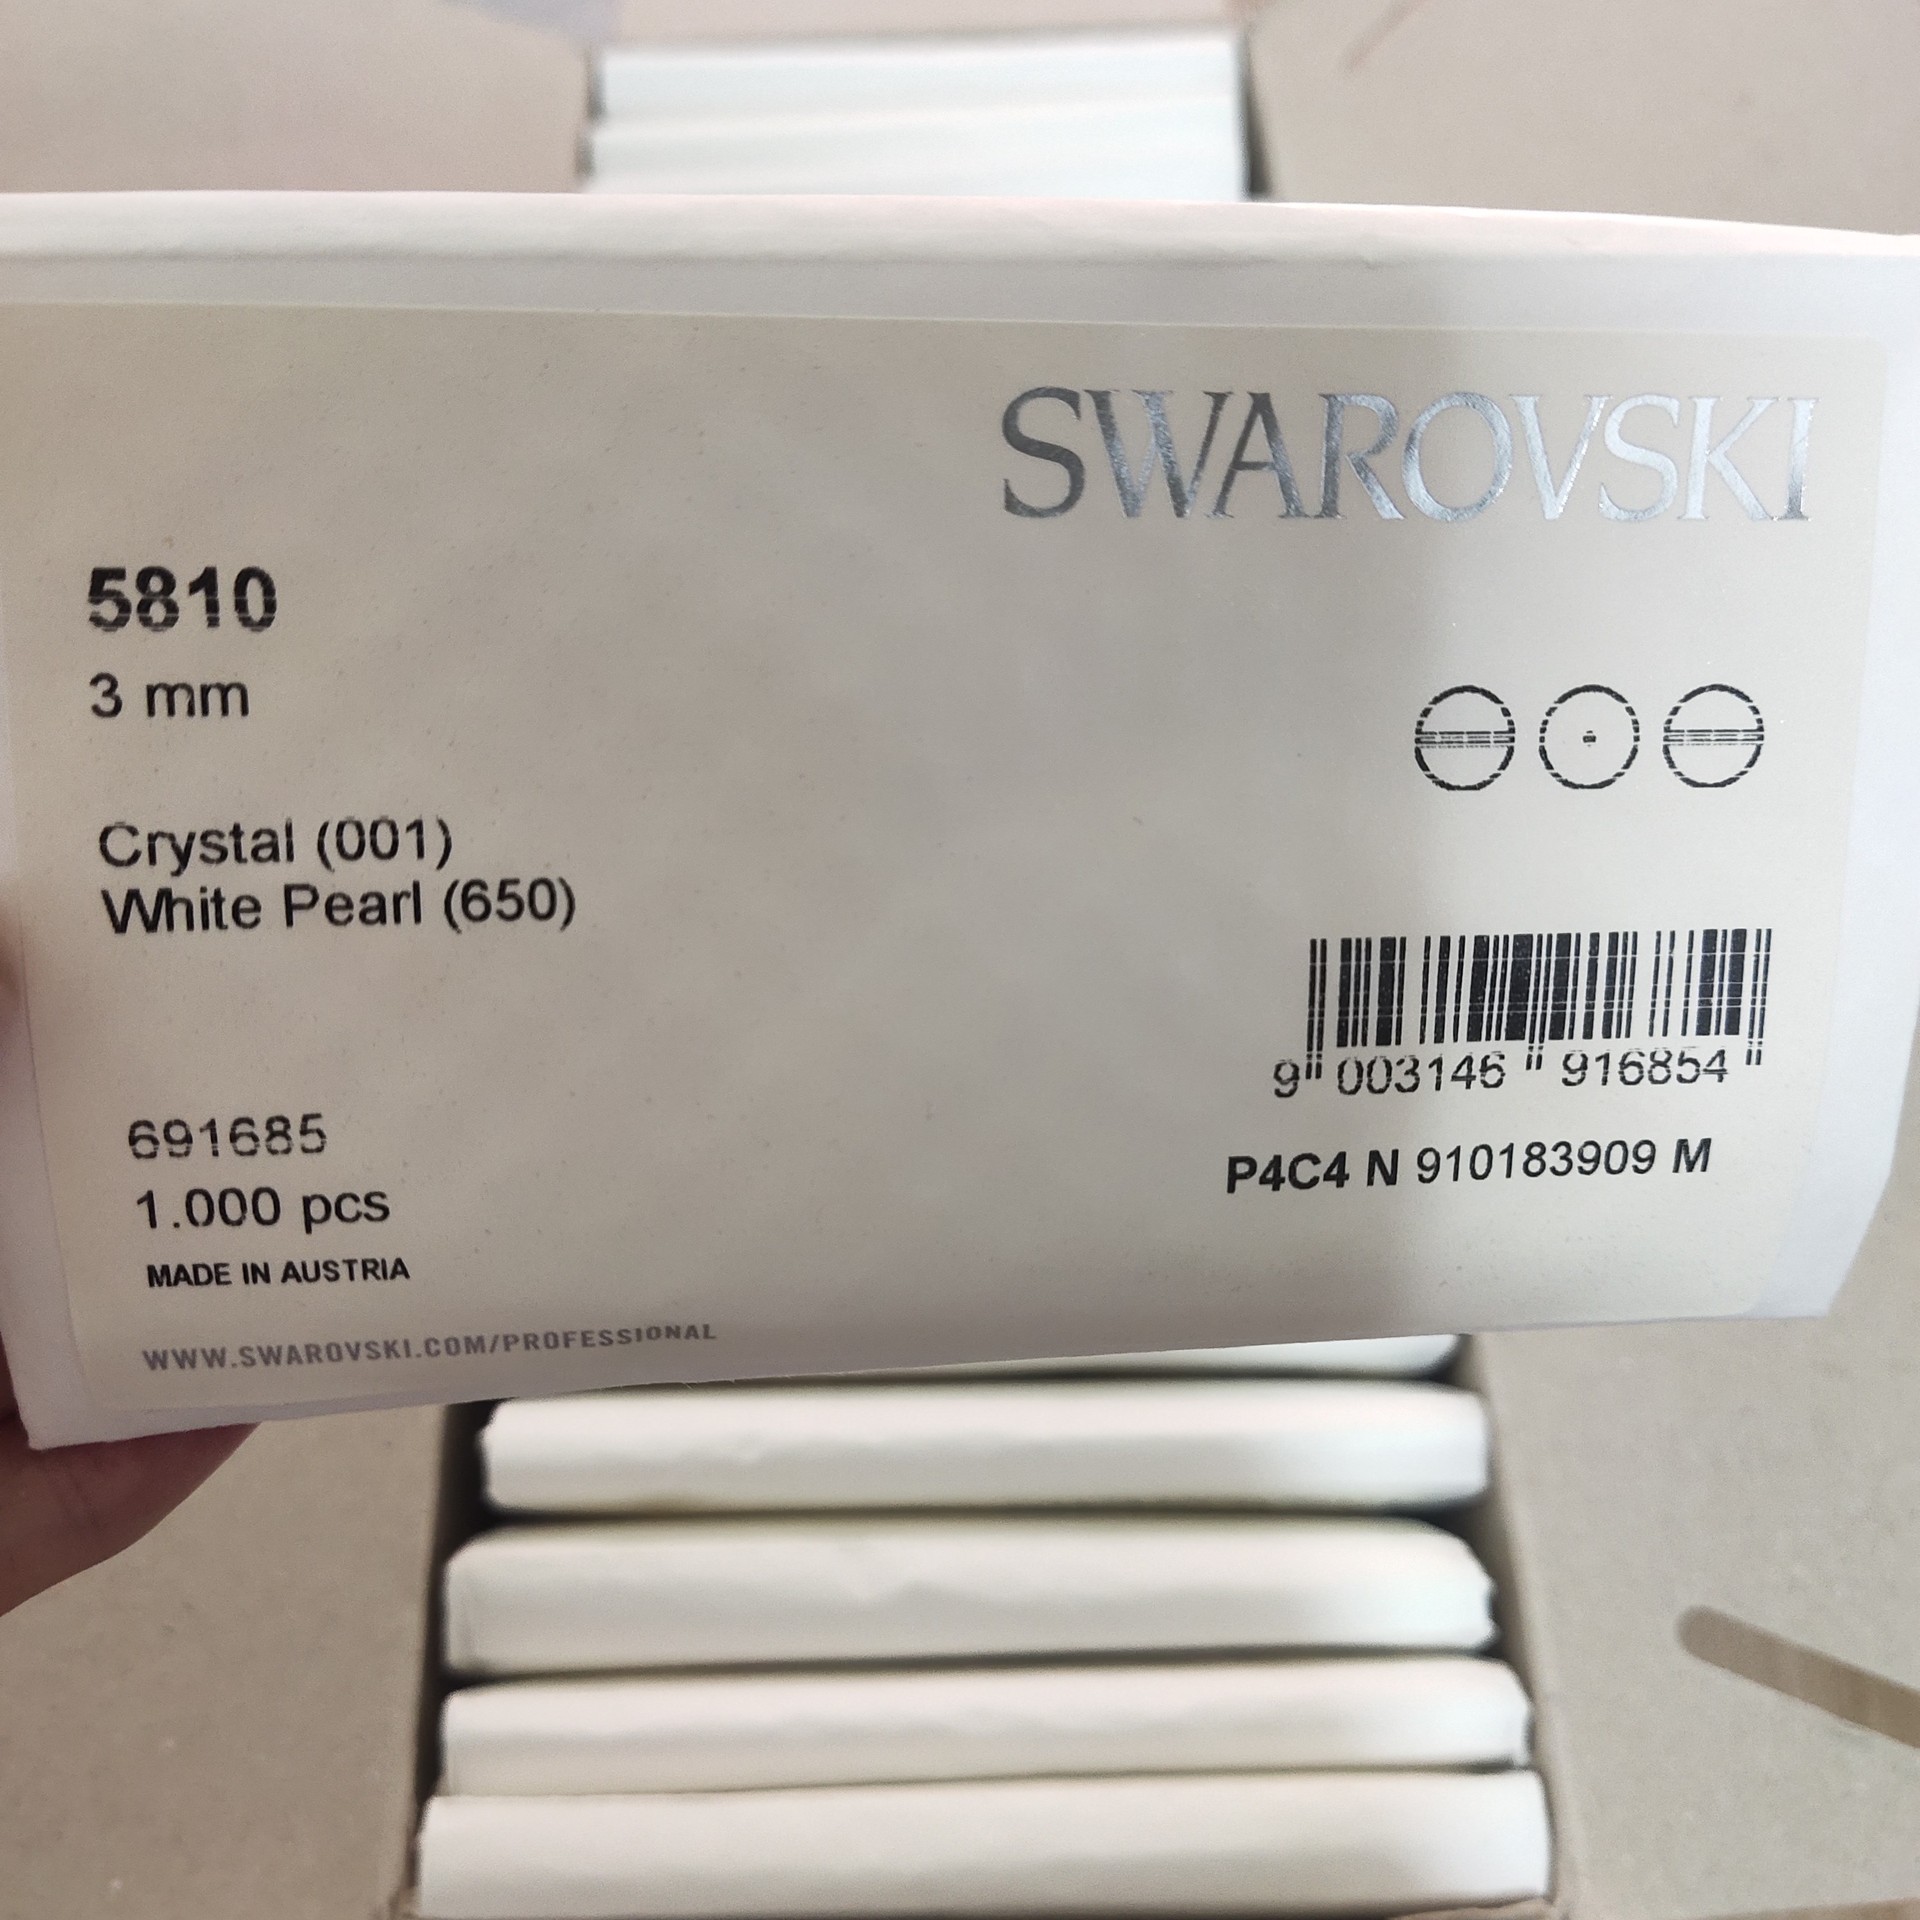 SWAROVSKI
5810
3 mm
Crystal (001)
White Pearl (650)
9 003146 916854
691685
P4C4 N 910183909 M
1.000 pcs
MADE IN AUSTRIA
WWW.SWAROVSKI.COM/PROFESSIONAL